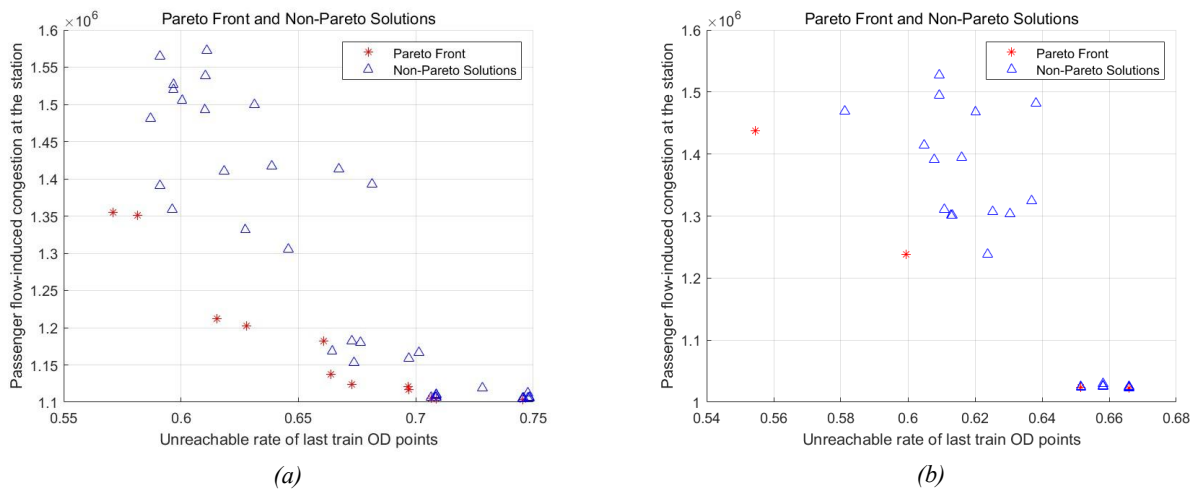 Pareto Front and Non-Pareto Solutions
×10⁶
Pareto Front
Non-Pareto Solutions
Passenger flow-induced congestion at the station
1.6
1.55
1.5
1.45
1.4
1.35
1.3
1.25
1.2
1.15
1.1
0.55 0.6 0.65 0.7 0.75
Unreachable rate of last train OD points
(a)
Pareto Front and Non-Pareto Solutions
×10⁶
Pareto Front
Non-Pareto Solutions
Passenger flow-induced congestion at the station
1.6
1.5
1.4
1.3
1.2
1.1
1
0.54 0.56 0.58 0.6 0.62 0.64 0.66 0.68
Unreachable rate of last train OD points
(b)